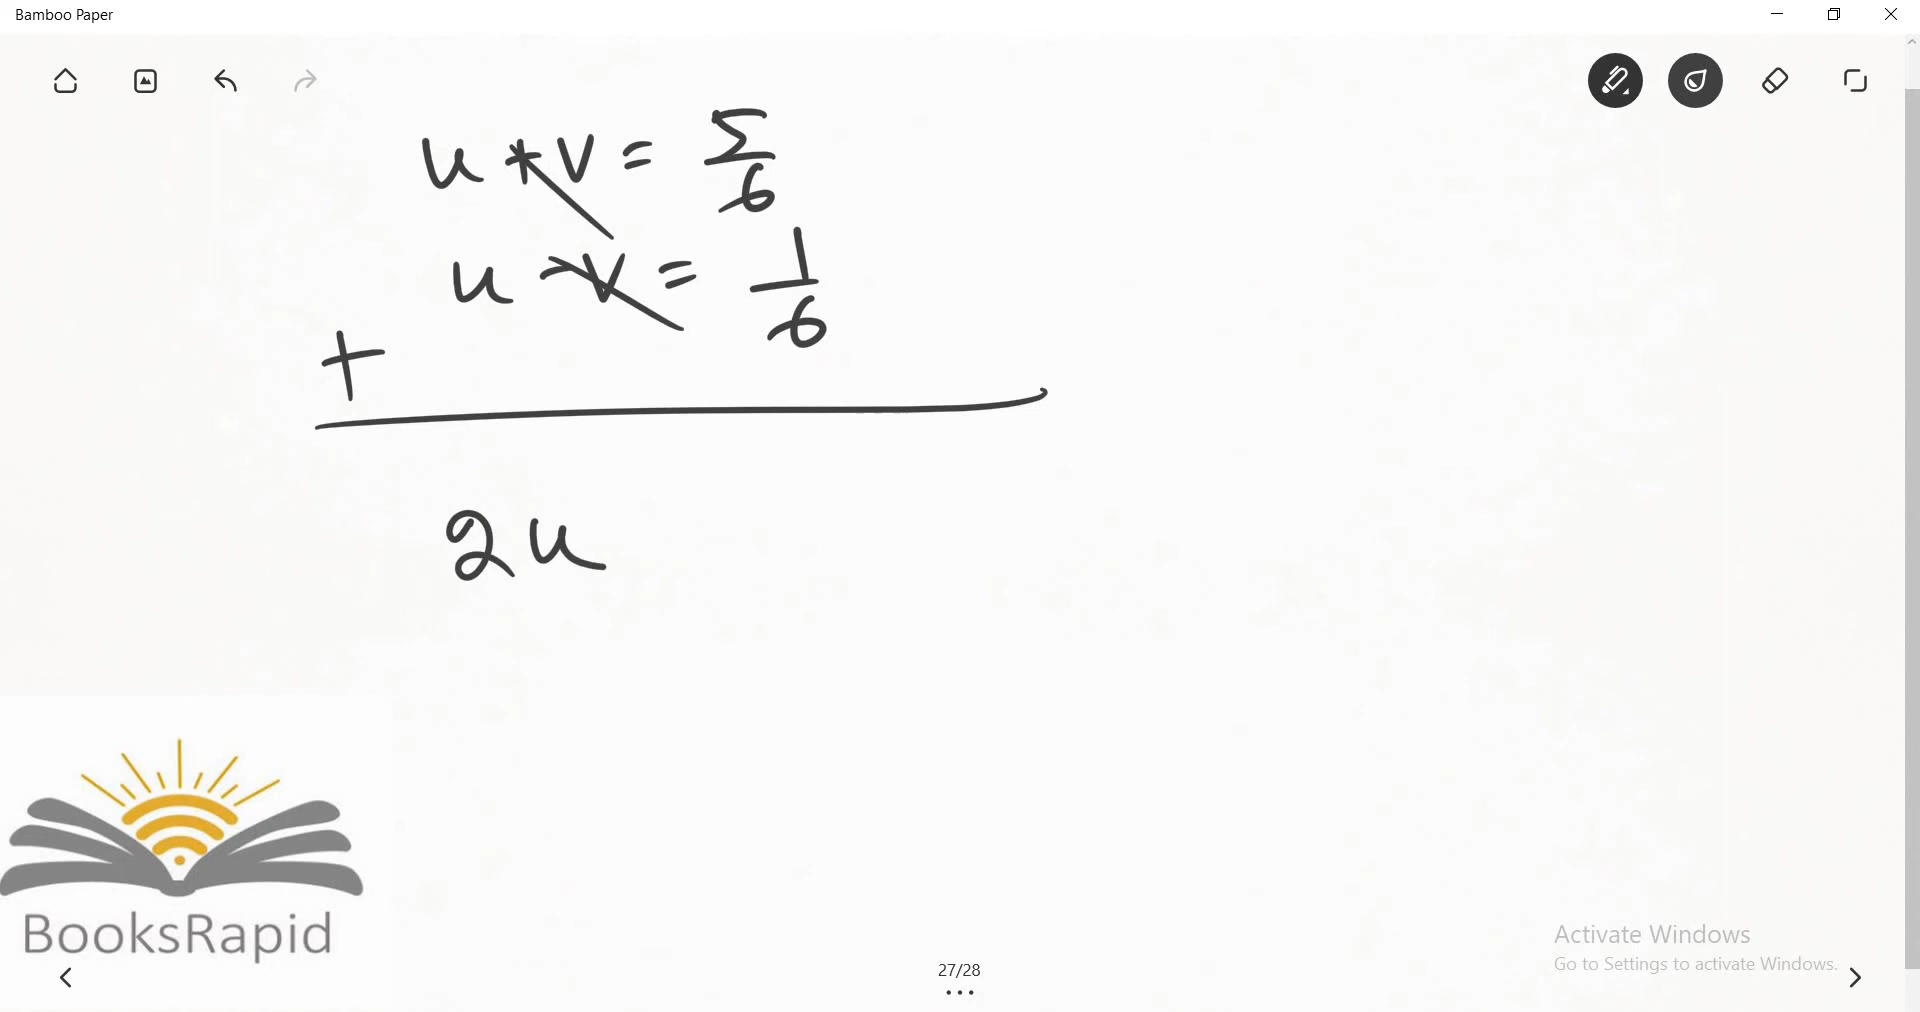 Bamboo Paper
u + v = 5/6
u - v = 1/6
+
2u
BooksRapid
27/28
Activate Windows
Go to Settings to activate Windows.